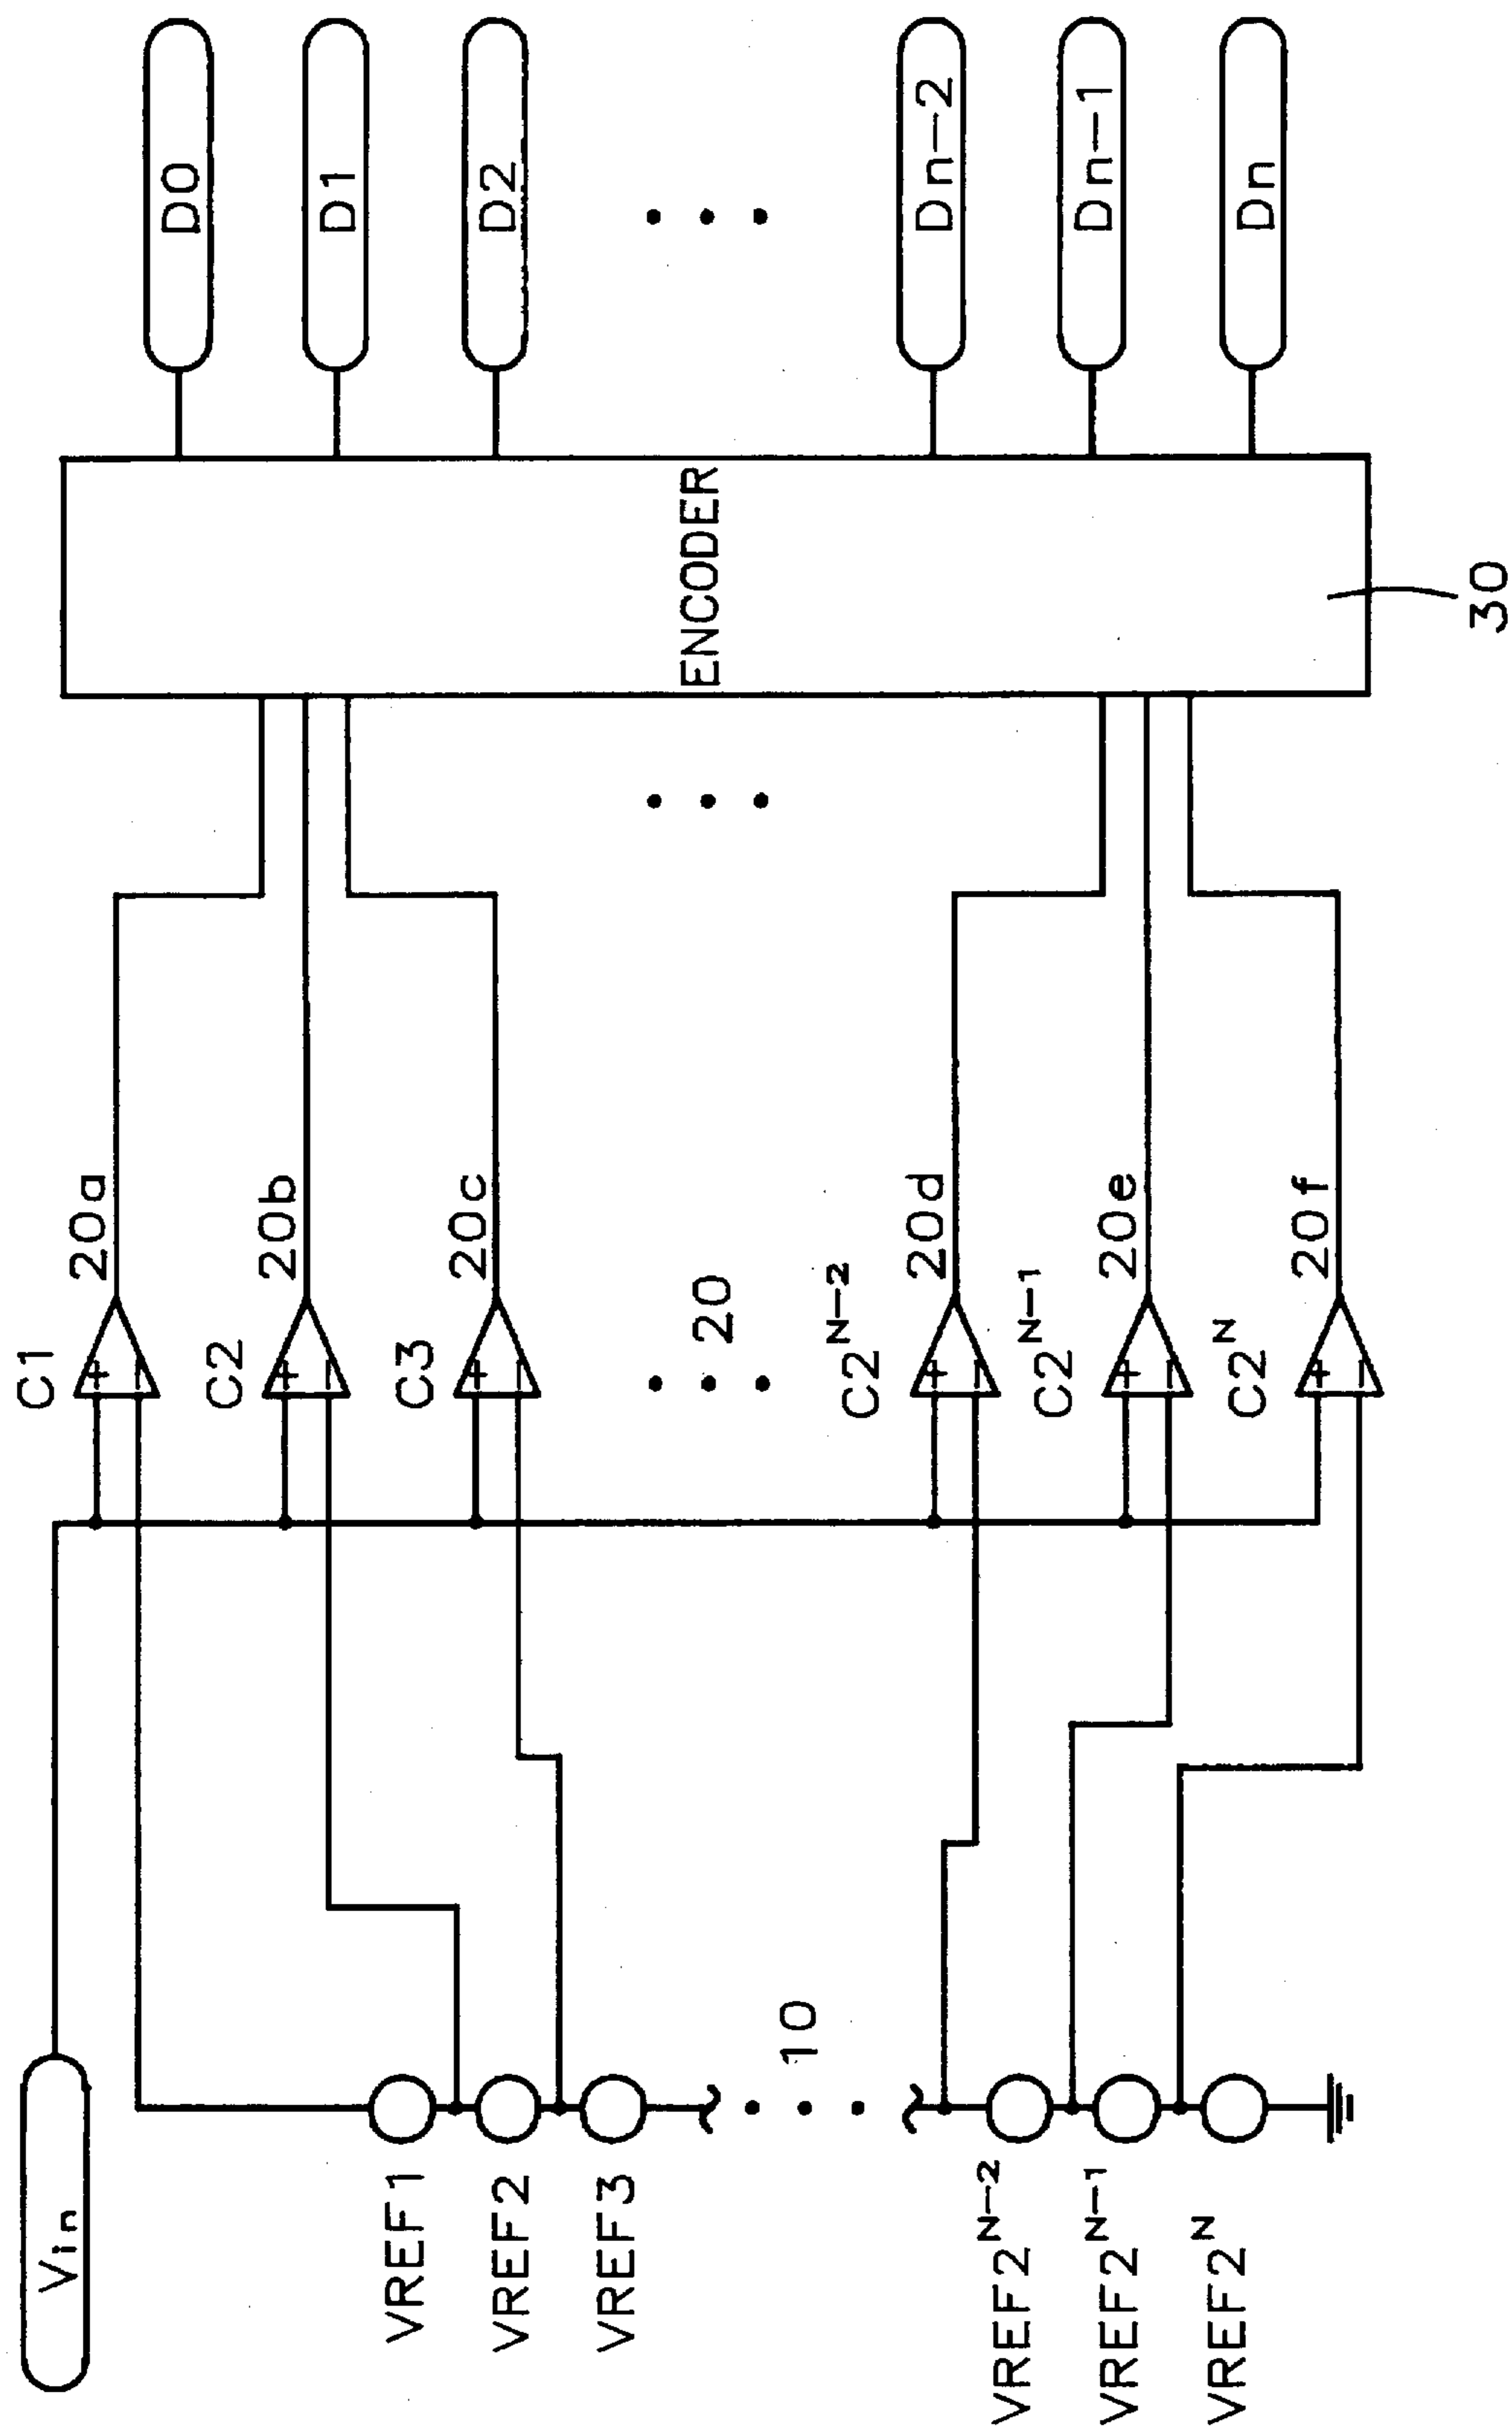 Vin
VREF1
VREF2
VREF3
10
VREF2^N-2
VREF2^N-1
VREF2^N
C1
20a
C2
20b
C3
20c
20
C2^N-2
20d
C2^N-1
20e
C2^N
20f
+
-
+
-
+
-
+
-
+
-
+
-
ENCODER
30
D0
D1
D2
Dn-2
Dn-1
Dn